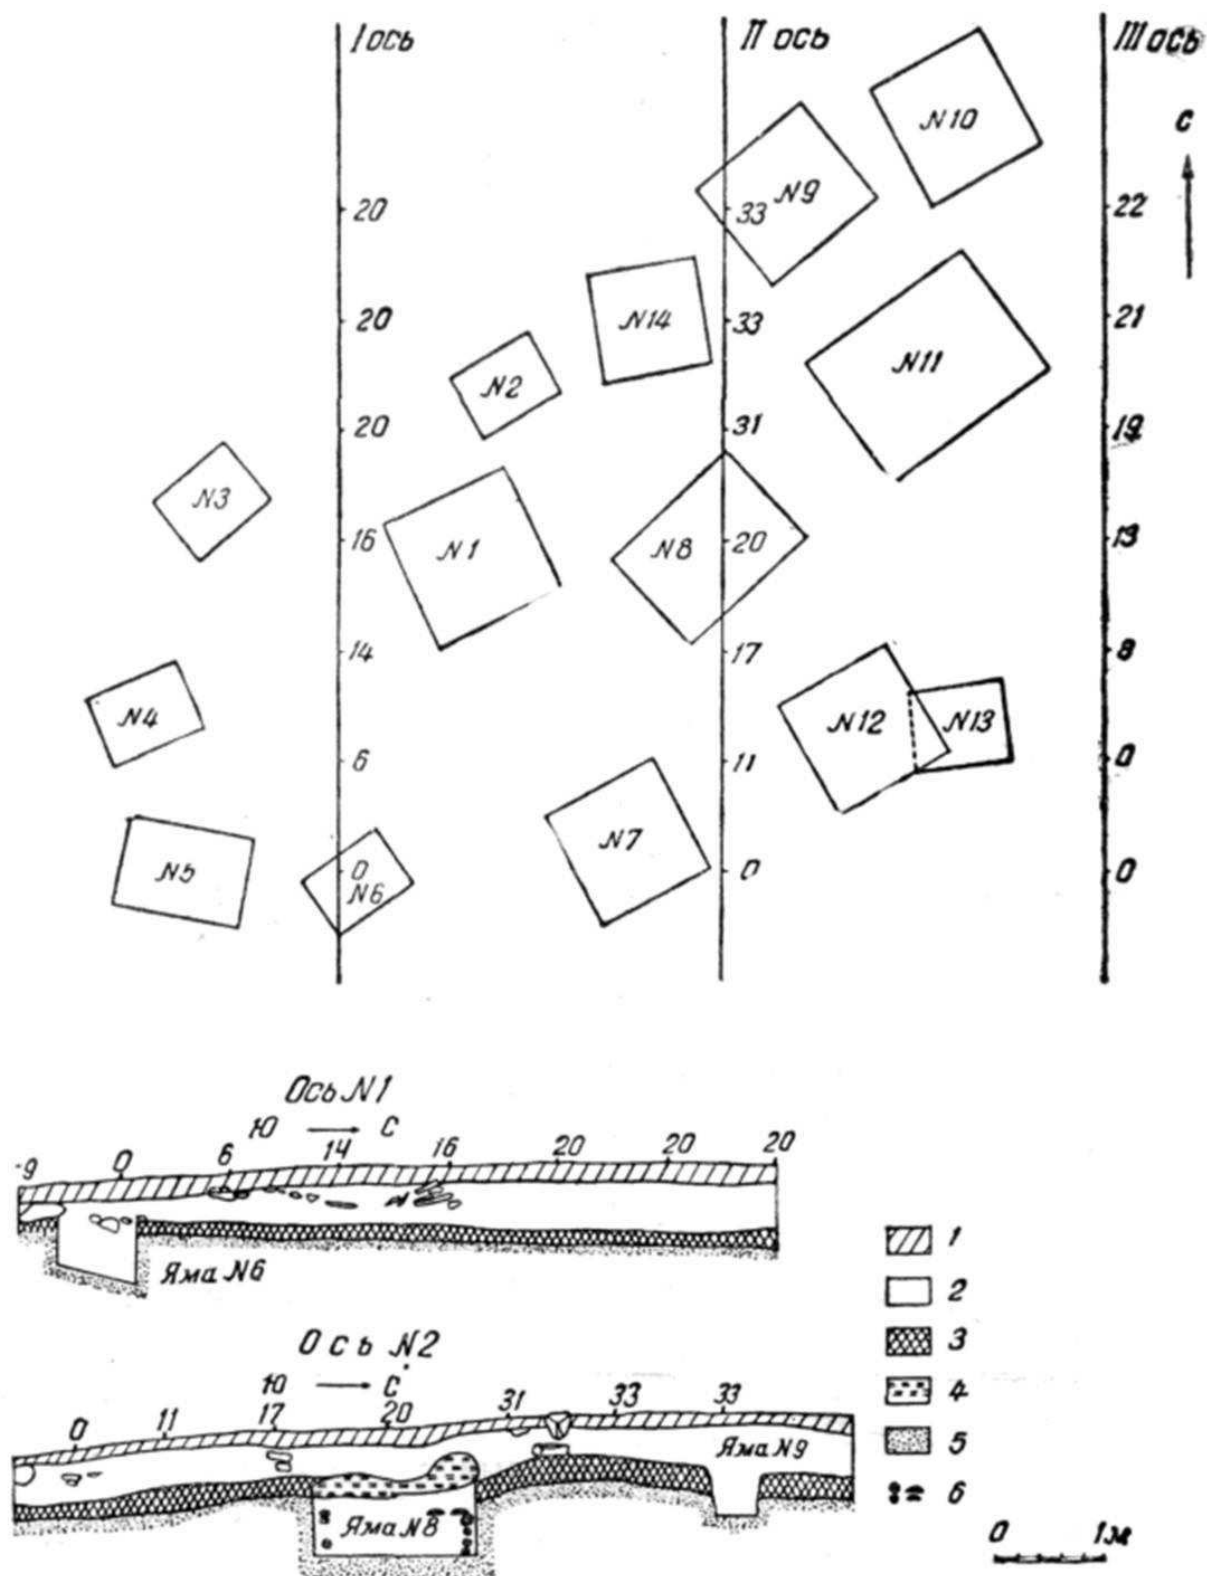 I ось II ось III ось
С
N10
N9
20 33 22
N14
20 33 21
N2 N11
20 31 19
N3
16 N1 N8 20 19
14 17 8
N4 N12 N13
6 11 0
N7
N5 0 0 0
N6
Ось N1
Ю С
-9 0 6 14 16 20 20 20
Яма N6
1
2
Ось N2
3
Ю С
0 11 17 20 31 33 33
4
Яма N9
5
6
Яма N8
0 1м